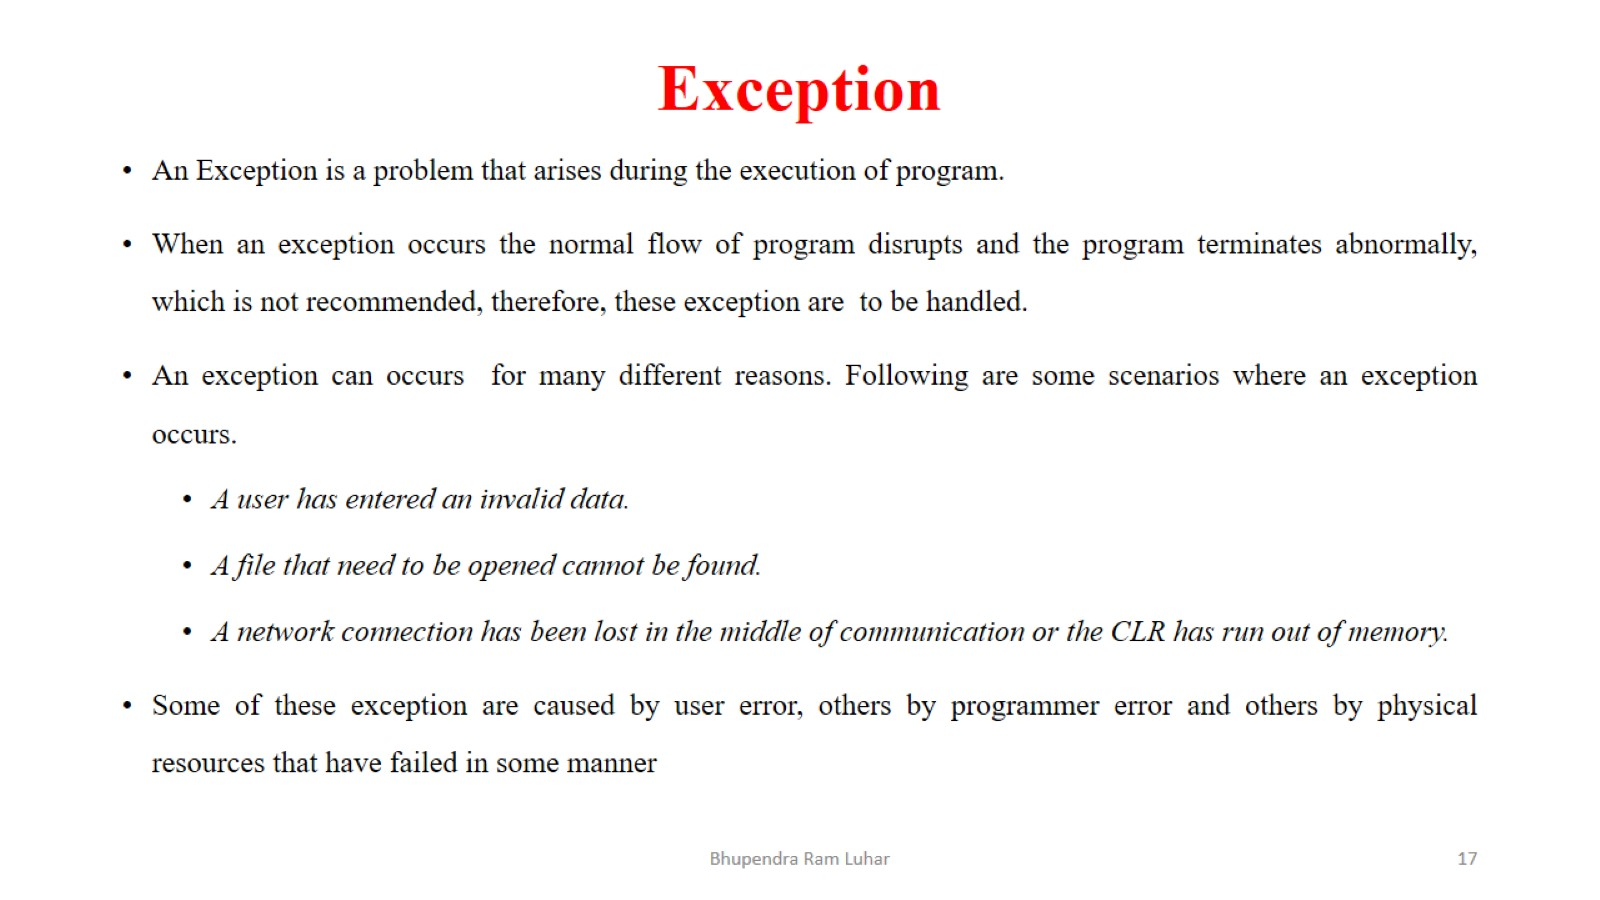 Exception
• An Exception is a problem that arises during the execution of program.
• When an exception occurs the normal flow of program disrupts and the program terminates abnormally,
which is not recommended, therefore, these exception are  to be handled.
• An exception can occurs  for many different reasons. Following are some scenarios where an exception
occurs.
• A user has entered an invalid data.
• A file that need to be opened cannot be found.
• A network connection has been lost in the middle of communication or the CLR has run out of memory.
• Some of these exception are caused by user error, others by programmer error and others by physical
resources that have failed in some manner
Bhupendra Ram Luhar
17